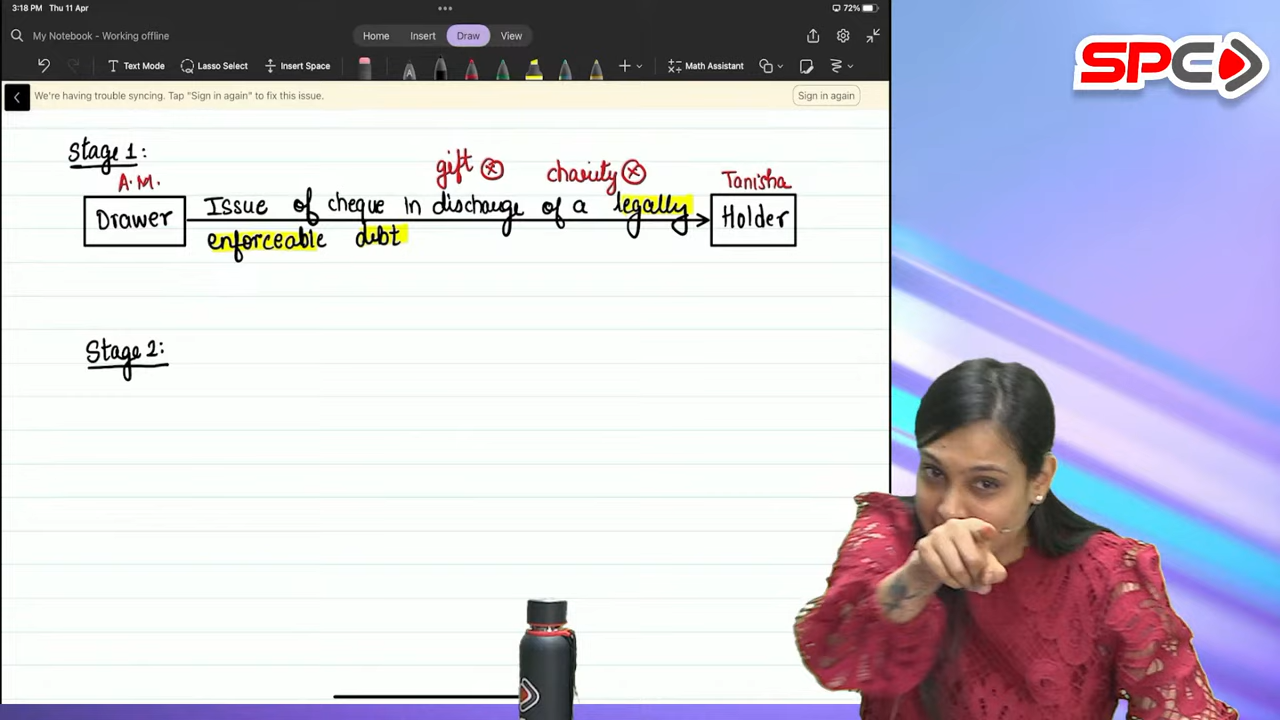 3:18 PM Thu 11 Apr
72%
My Notebook - Working offline
Home Insert Draw View
Text Mode Lasso Select Insert Space Math Assistant
We're having trouble syncing. Tap "Sign in again" to fix this issue.
Sign in again
SPC
Stage 1:
gift charity
A.M. Tanisha
Drawer Issue of cheque in discharge of a legally Holder
enforceable debt
Stage 2: